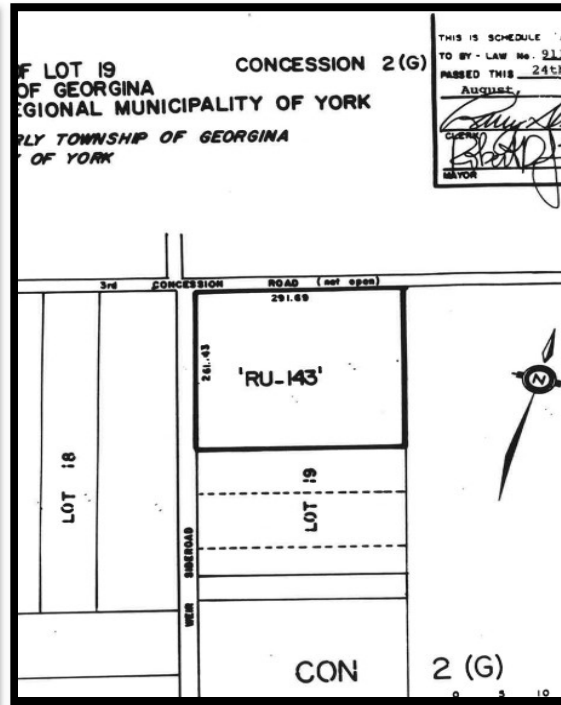 OF LOT 19 CONCESSION 2 (G)
OF GEORGINA
EGIONAL MUNICIPALITY OF YORK
RLY TOWNSHIP OF GEORGINA
Y OF YORK
THIS IS SCHEDULE
TO BY - LAW No. 911
PASSED THIS 24th
August,
CLERK
MAYOR
3rd CONCESSION ROAD (not open)
291.69
261.43
'RU-143'
N
LOT 18
LOT 19
WEIR SIDEROAD
CON 2 (G)
0 5 10